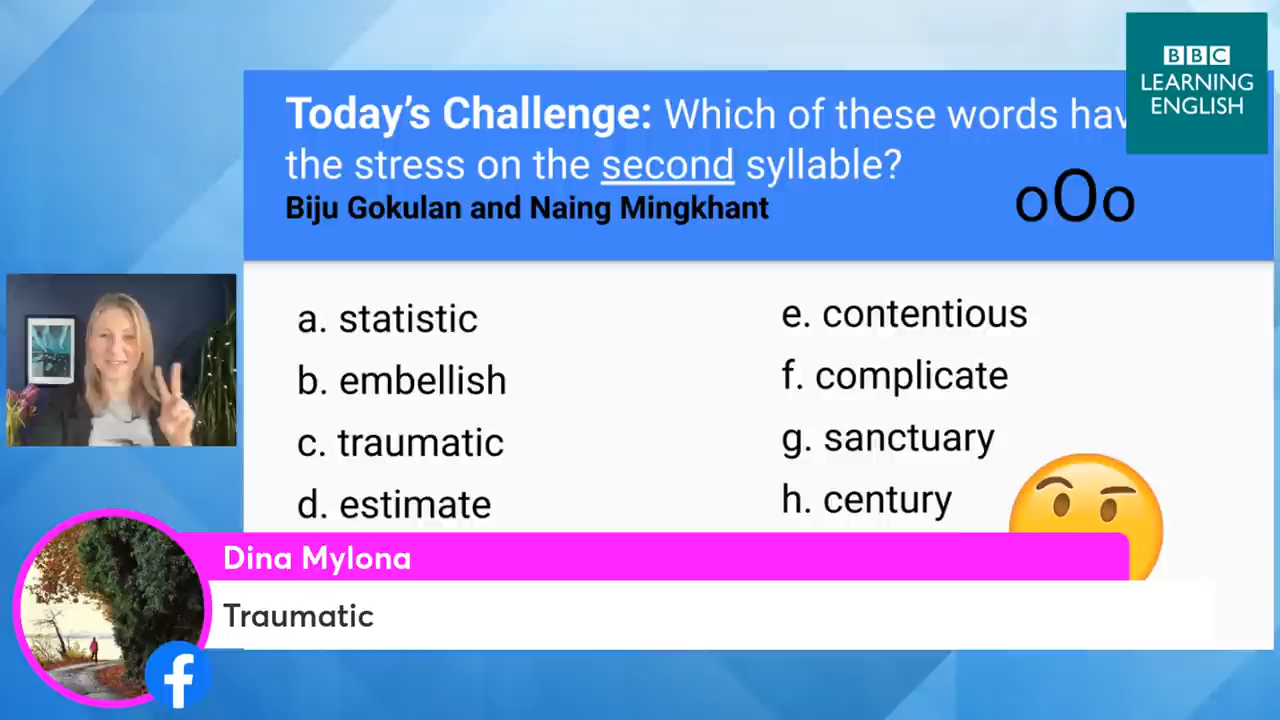 BBC
LEARNING
ENGLISH
Today's Challenge: Which of these words
the stress on the second syllable?
Biju Gokulan and Naing Mingkhant
oOo
a. statistic
b. embellish
c. traumatic
d. estimate
e. contentious
f. complicate
g. sanctuary
h. century
Dina Mylona
Traumatic